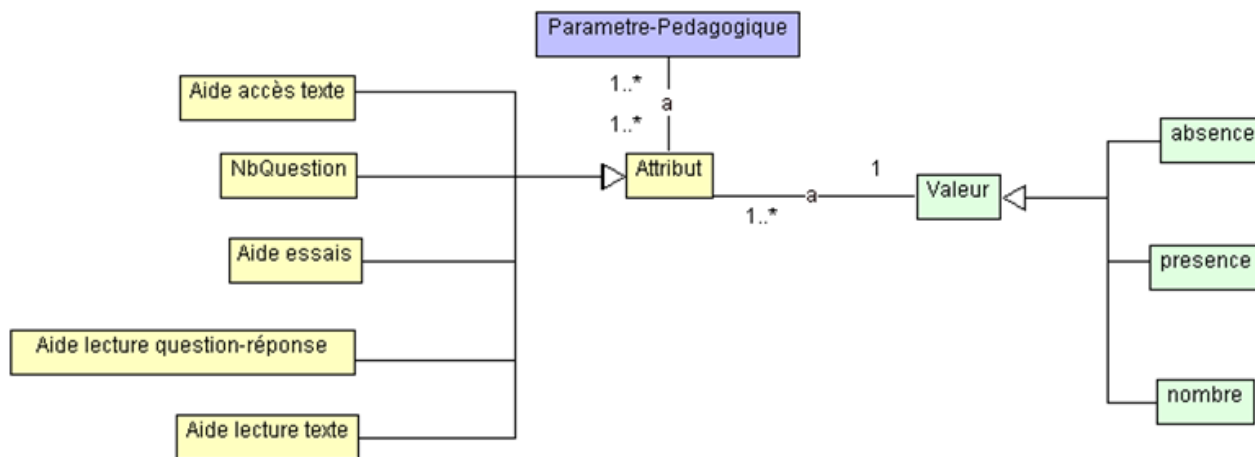 Parametre-Pedagogique
1..*
a
1..*
Aide accès texte
NbQuestion
Aide essais
Aide lecture question-réponse
Aide lecture texte
Attribut
1..*
a
1
Valeur
absence
presence
nombre